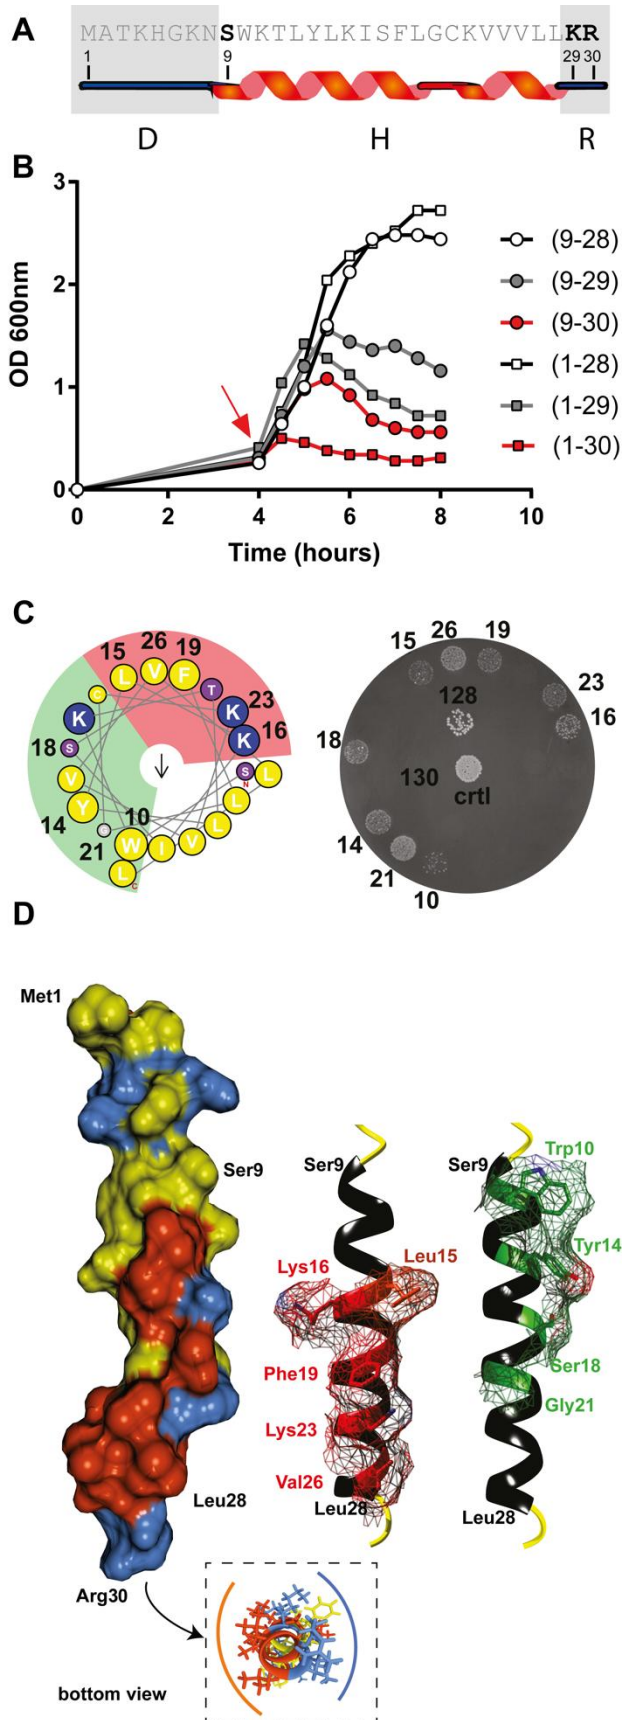 A
MATKHGKNSWKTLYLKISFLGCKVVVLLKR
1 9 29 30
D H R
B
3
2
1
0
OD 600nm
0 2 4 6 8 10
Time (hours)
(9-28)
(9-29)
(9-30)
(1-28)
(1-29)
(1-30)
C
15 26 19
L V F T
C
K K 23
K 16
18 S
S
N
L
V
L
Y
14
G
21
10
W I V L
L
C
15 26 19
23
128
16
18
130
crtl
14
21
10
D
Met1
Ser9
Leu28
Arg30
Ser9
Lys16 Leu15
Phe19
Lys23
Val26
Leu28
Ser9 Trp10
Tyr14
Ser18
Gly21
Leu28
bottom view